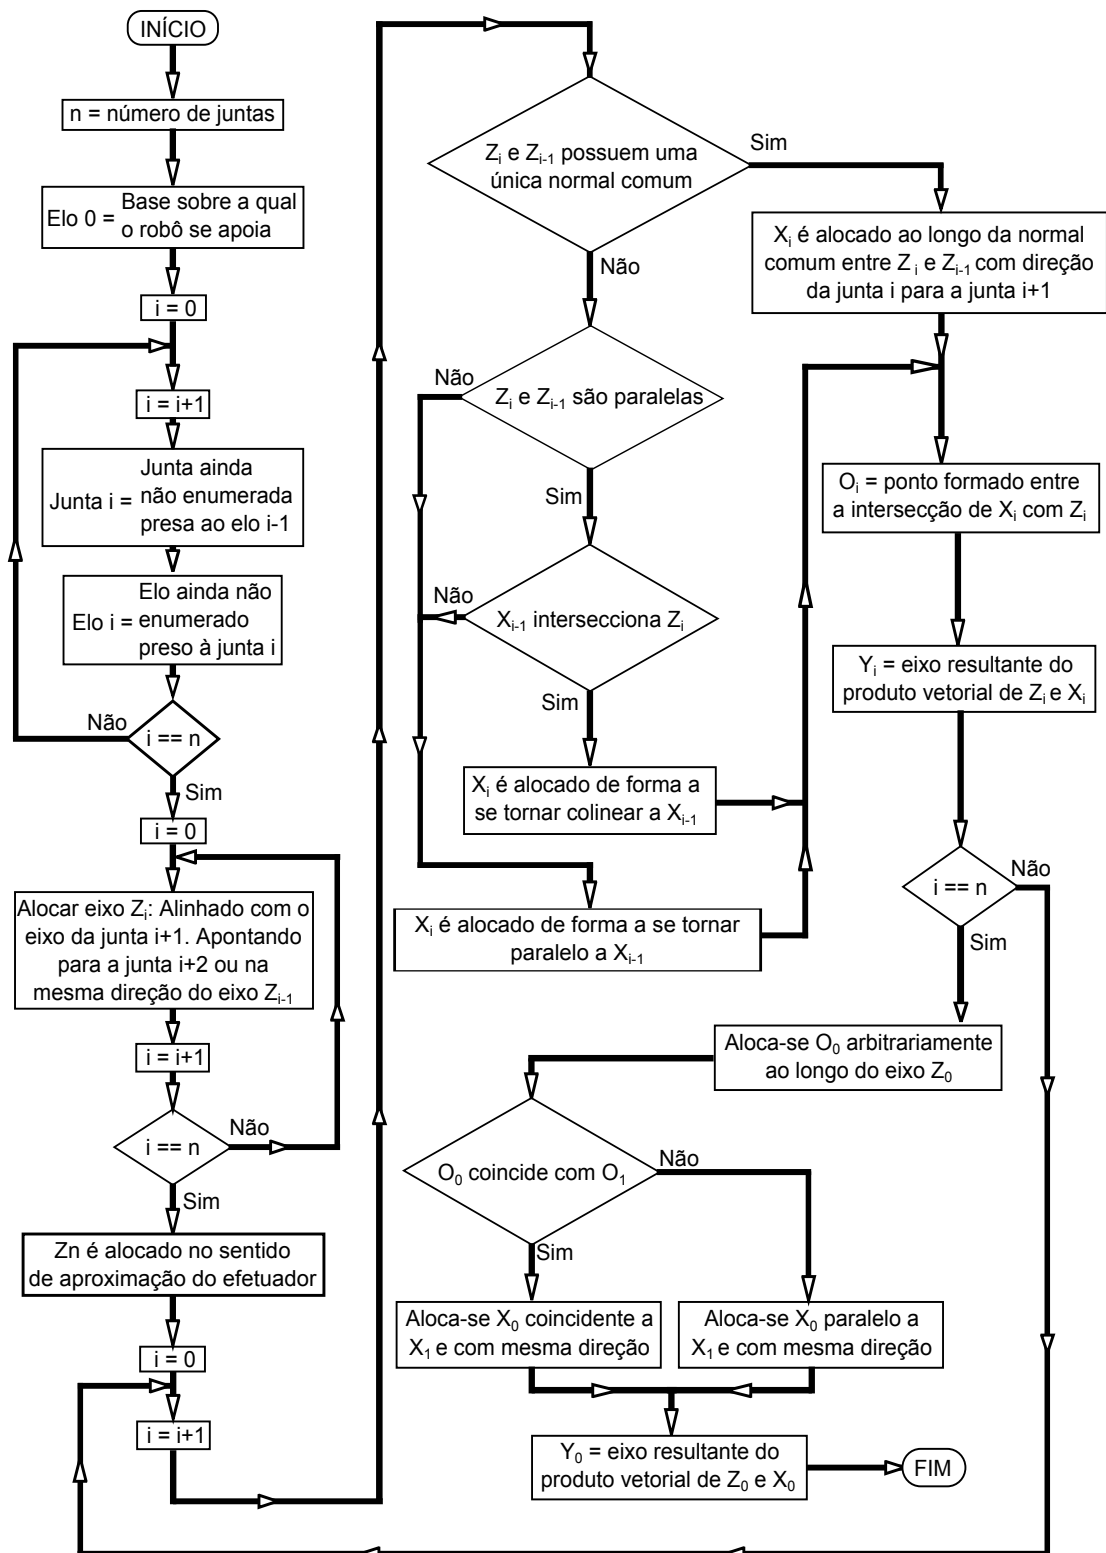 INÍCIO
n = número de juntas
Elo 0 =
Base sobre a qual
o robô se apoia
i = 0
i = i+1
Junta i =
Junta ainda
não enumerada
presa ao elo i-1
Elo i =
Elo ainda não
enumerado
preso à junta i
Não
i == n
Sim
i = 0
Alocar eixo Zi: Alinhado com o
eixo da junta i+1. Apontando
para a junta i+2 ou na
mesma direção do eixo Zi-1
i = i+1
i == n
Não
Sim
Zn é alocado no sentido
de aproximação do efetuador
i = 0
i = i+1
Zi e Zi-1 possuem uma
única normal comum
Sim
Não
Xi é alocado ao longo da normal
comum entre Zi e Zi-1 com direção
da junta i para a junta i+1
Zi e Zi-1 são paralelas
Não
Sim
Xi-1 intersecciona Zi
Não
Sim
Xi é alocado de forma a
se tornar colinear a Xi-1
Xi é alocado de forma a se tornar
paralelo a Xi-1
Oi = ponto formado entre
a intersecção de Xi com Zi
Yi = eixo resultante do
produto vetorial de Zi e Xi
i == n
Não
Sim
Aloca-se O0 arbitrariamente
ao longo do eixo Z0
O0 coincide com O1
Não
Sim
Aloca-se X0 coincidente a
X1 e com mesma direção
Aloca-se X0 paralelo a
X1 e com mesma direção
Y0 = eixo resultante do
produto vetorial de Z0 e X0
FIM